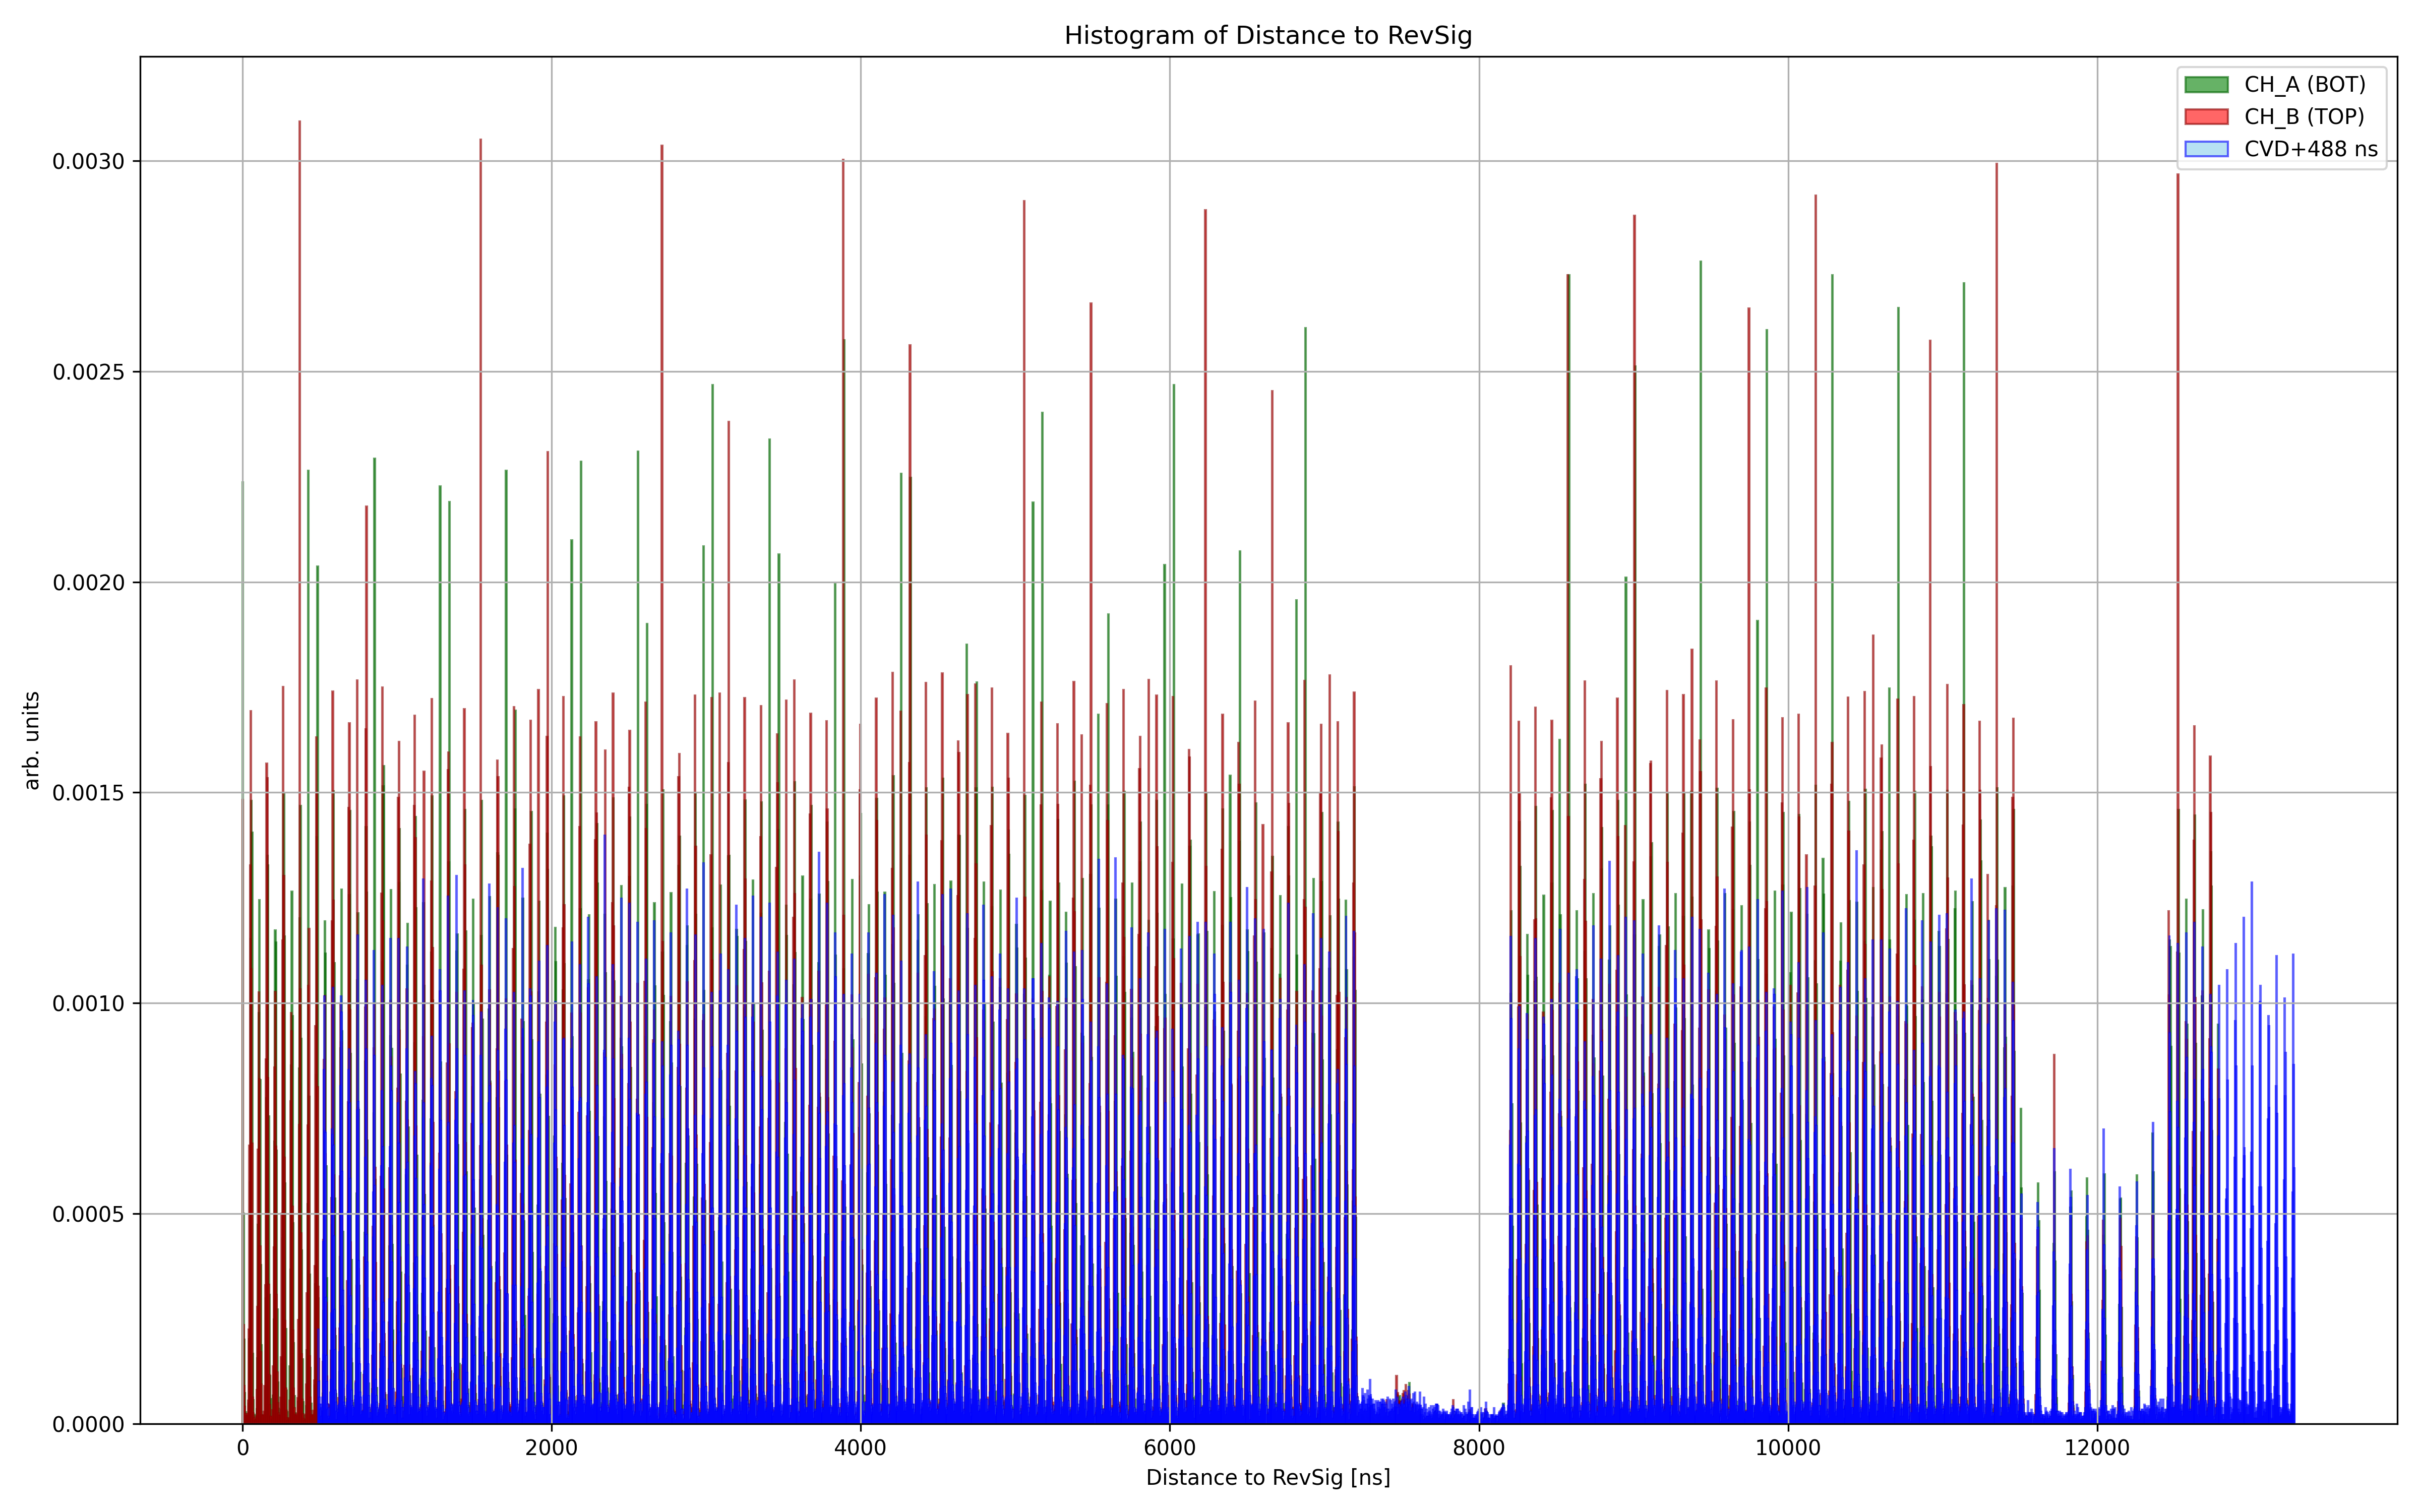 Histogram of Distance to RevSig
CH_A (BOT)
CH_B (TOP)
CVD+488 ns
0.0030
0.0025
0.0020
0.0015
0.0010
0.0005
0.0000
arb. units
0 2000 4000 6000 8000 10000 12000
Distance to RevSig [ns]